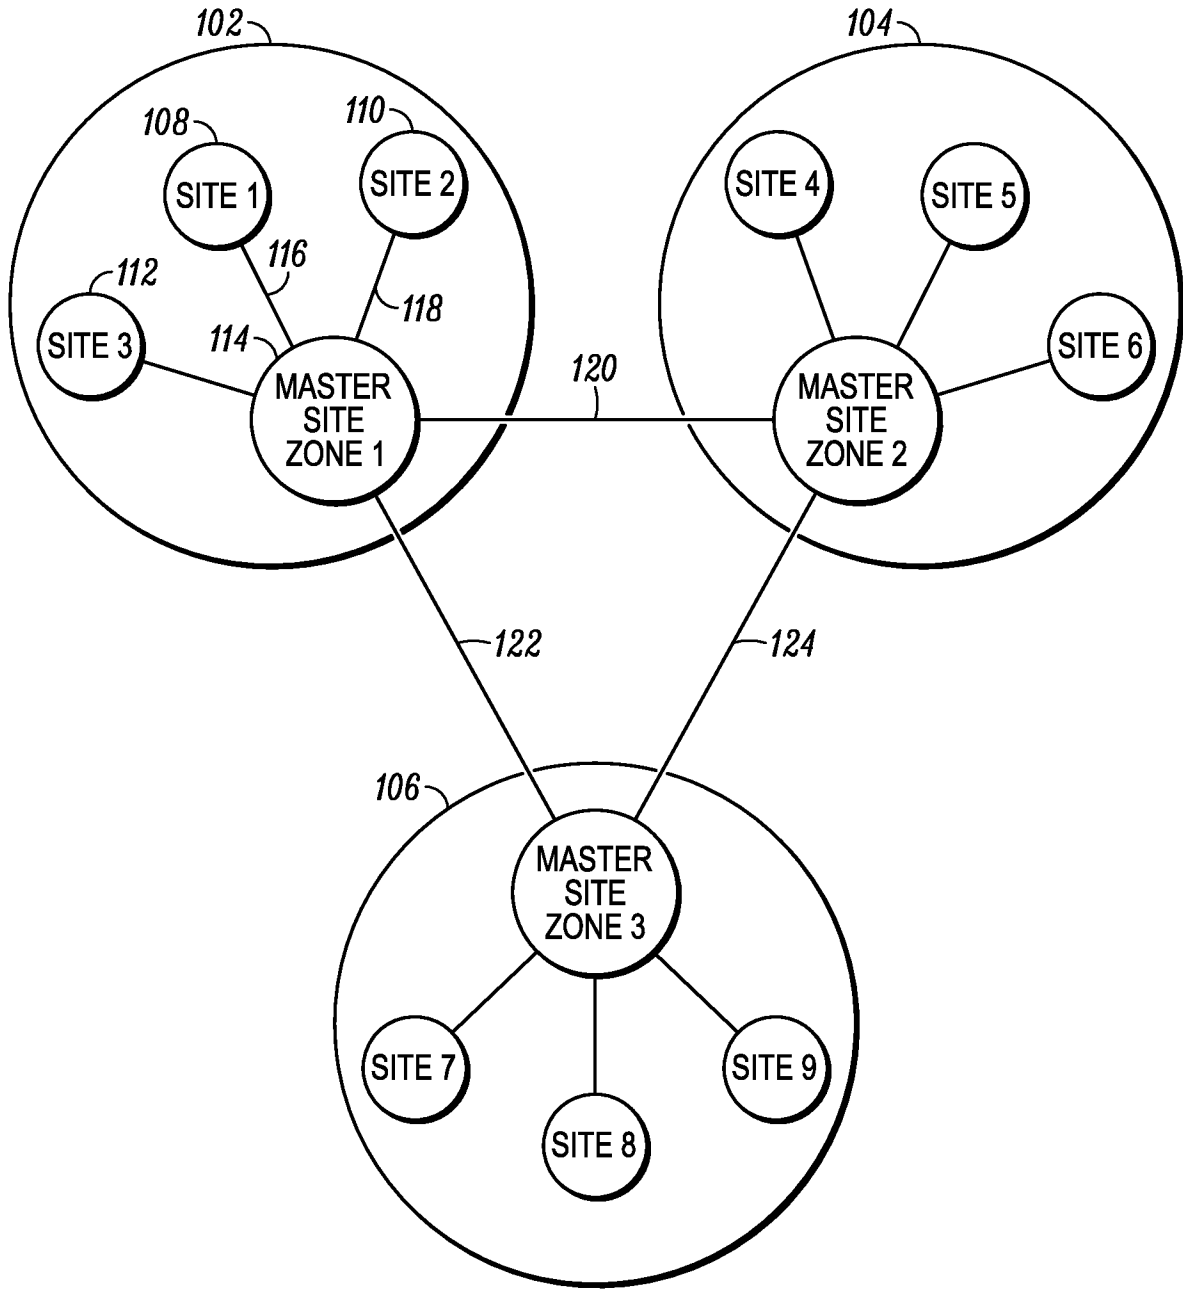 102
104
108
110
SITE 1
SITE 2
SITE 4
SITE 5
116
112
118
114
SITE 3
SITE 6
120
MASTER
SITE
ZONE 1
MASTER
SITE
ZONE 2
122
124
106
MASTER
SITE
ZONE 3
SITE 7
SITE 9
SITE 8